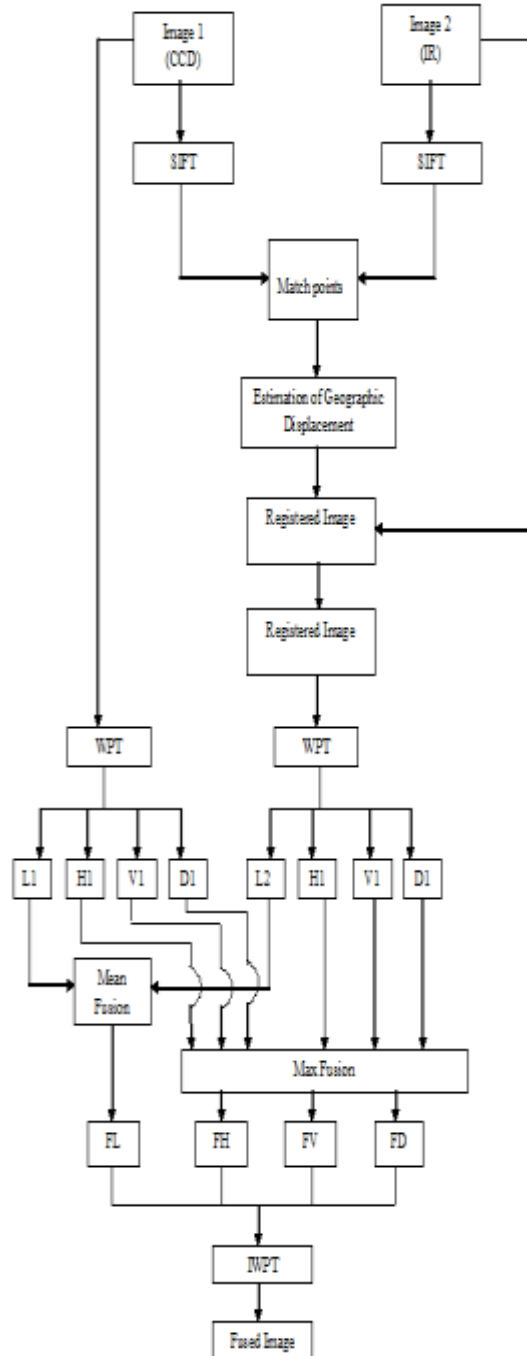 Image 1
(CCD)
Image 2
(IR)
SIFT
SIFT
Match points
Estimation of Geographic
Displacement
Registered Image
Registered Image
WPT
WPT
L1
H1
V1
D1
L2
H1
V1
D1
Mean
Fusion
Max Fusion
FL
FH
FV
FD
IWPT
Fused Image